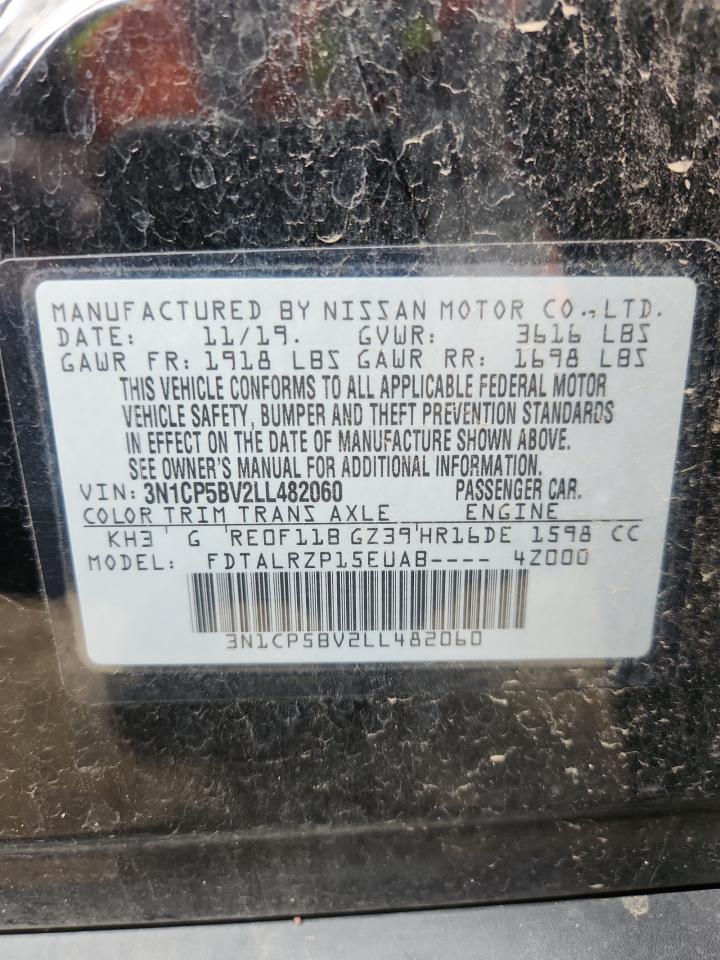 MANUFACTURED BY NISSAN MOTOR CO.,LTD.
DATE: 11/19. GVWR: 3616 LBS
GAWR FR: 1918 LBS GAWR RR: 1698 LBS
THIS VEHICLE CONFORMS TO ALL APPLICABLE FEDERAL MOTOR
VEHICLE SAFETY, BUMPER AND THEFT PREVENTION STANDARDS
IN EFFECT ON THE DATE OF MANUFACTURE SHOWN ABOVE.
SEE OWNER'S MANUAL FOR ADDITIONAL INFORMATION.
VIN: 3N1CP5BV2LL482060 PASSENGER CAR.
COLOR TRIM TRANS AXLE ENGINE
KH3 G RE0F11B GZ39 HR16DE 1598 CC
MODEL: FDTALRZP15EUAB---- 4Z000
3N1CP5BV2LL482060